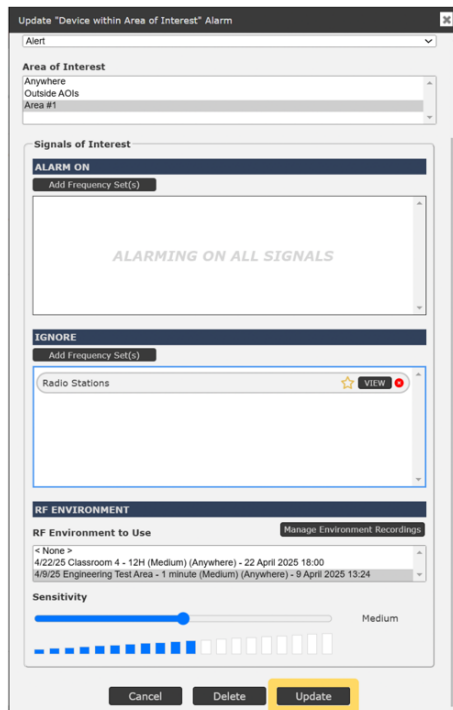 Update "Device within Area of Interest" Alarm
Alert
Area of Interest
Anywhere
Outside AOIs
Area #1
Signals of Interest
ALARM ON
Add Frequency Set(s)
ALARMING ON ALL SIGNALS
IGNORE
Add Frequency Set(s)
Radio Stations VIEW
RF ENVIRONMENT
RF Environment to Use Manage Environment Recordings
< None >
4/22/25 Classroom 4 - 12H (Medium) (Anywhere) - 22 April 2025 18:00
4/9/25 Engineering Test Area - 1 minute (Medium) (Anywhere) - 9 April 2025 13:24
Sensitivity
Medium
Cancel Delete Update